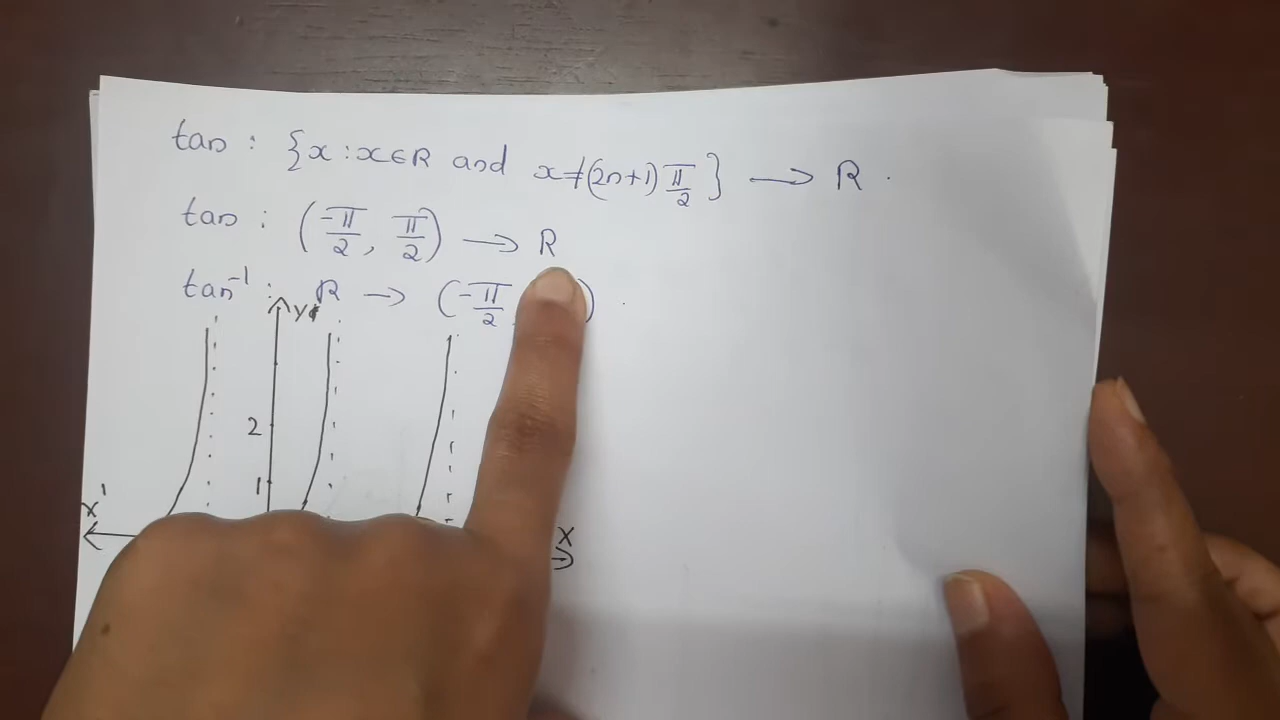 tan : {x : x∈R and x≠(2n+1)π/2} → R.
tan : (-π/2, π/2) → R
tan⁻¹ : R → (-π/2, ).
Y
2
1
X'
X